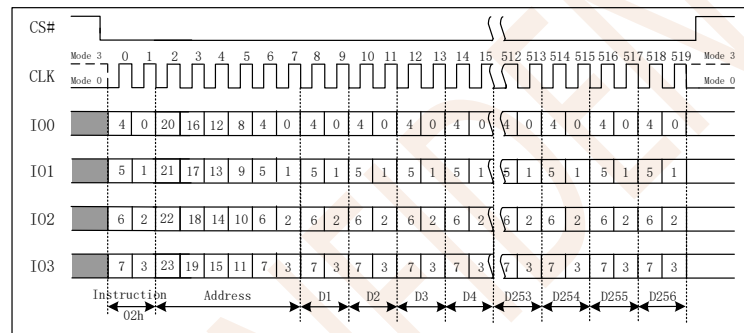 CS#
Mode 3 0 1 2 3 4 5 6 7 8 9 10 11 12 13 14 15 512 513 514 515 516 517 518 519 Mode 3
CLK Mode 0 Mode 0
IO0 4 0 20 16 12 8 4 0 4 0 4 0 4 0 4 0 4 0 4 0 4 0 4 0
IO1 5 1 21 17 13 9 5 1 5 1 5 1 5 1 5 1 5 1 5 1 5 1 5 1
IO2 6 2 22 18 14 10 6 2 6 2 6 2 6 2 6 2 6 2 6 2 6 2 6 2
IO3 7 3 23 19 15 11 7 3 7 3 7 3 7 3 7 3 7 3 7 3 7 3 7 3
Instruction Address D1 D2 D3 D4 D253 D254 D255 D256
02h